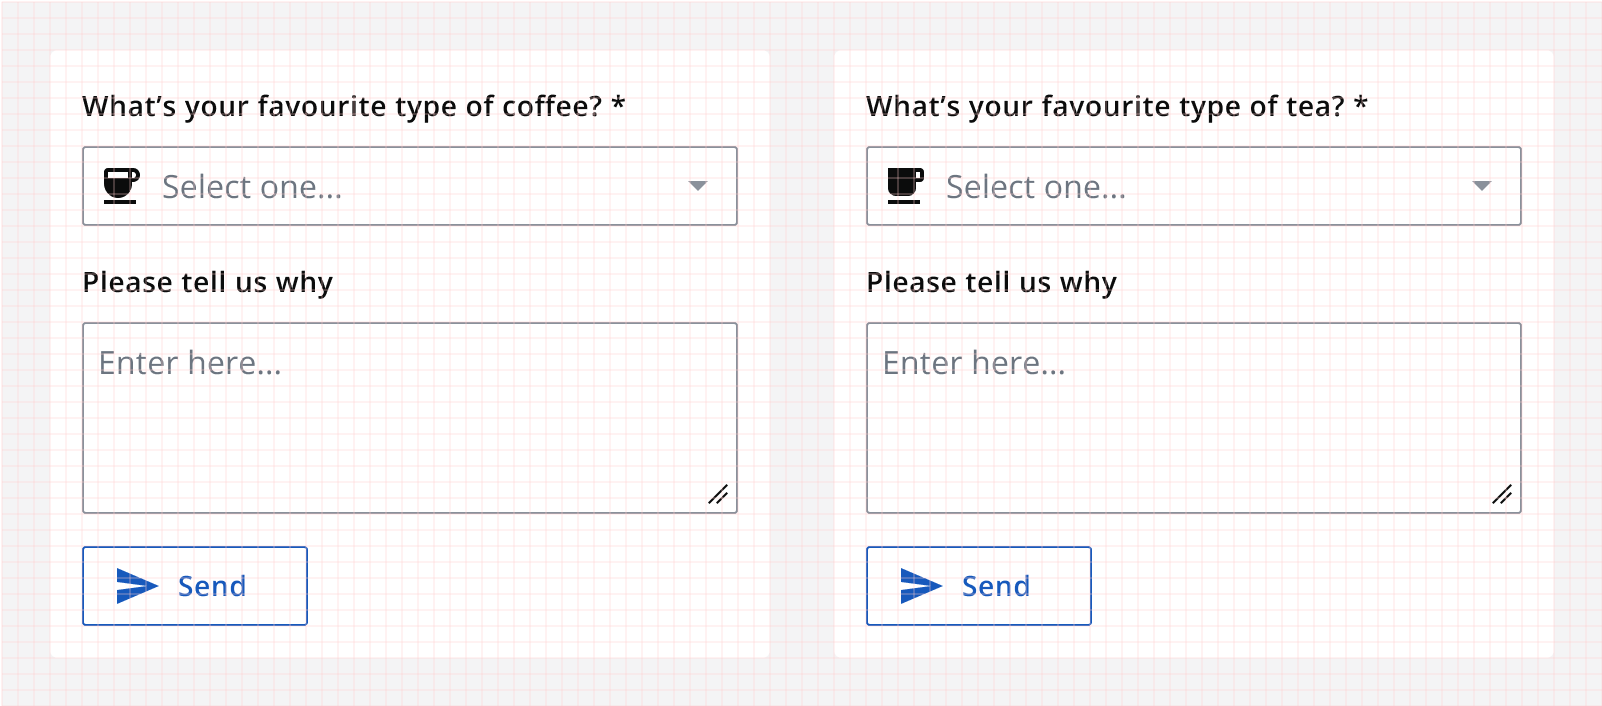 What’s your favourite type of coffee? *
Select one...
Please tell us why
Enter here...
Send
What’s your favourite type of tea? *
Select one...
Please tell us why
Enter here...
Send